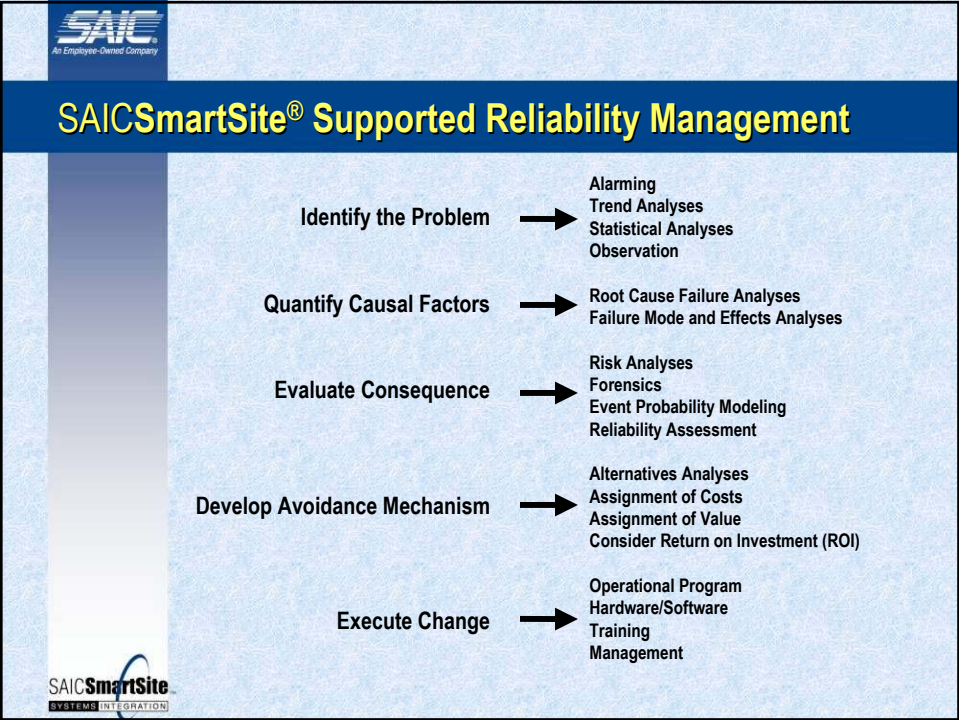 SAIC
An Employee-Owned Company
SAICSmartSite® Supported Reliability Management
Identify the Problem
Alarming
Trend Analyses
Statistical Analyses
Observation
Quantify Causal Factors
Root Cause Failure Analyses
Failure Mode and Effects Analyses
Evaluate Consequence
Risk Analyses
Forensics
Event Probability Modeling
Reliability Assessment
Develop Avoidance Mechanism
Alternatives Analyses
Assignment of Costs
Assignment of Value
Consider Return on Investment (ROI)
Execute Change
Operational Program
Hardware/Software
Training
Management
SAICSmartSite
SYSTEMS INTEGRATION